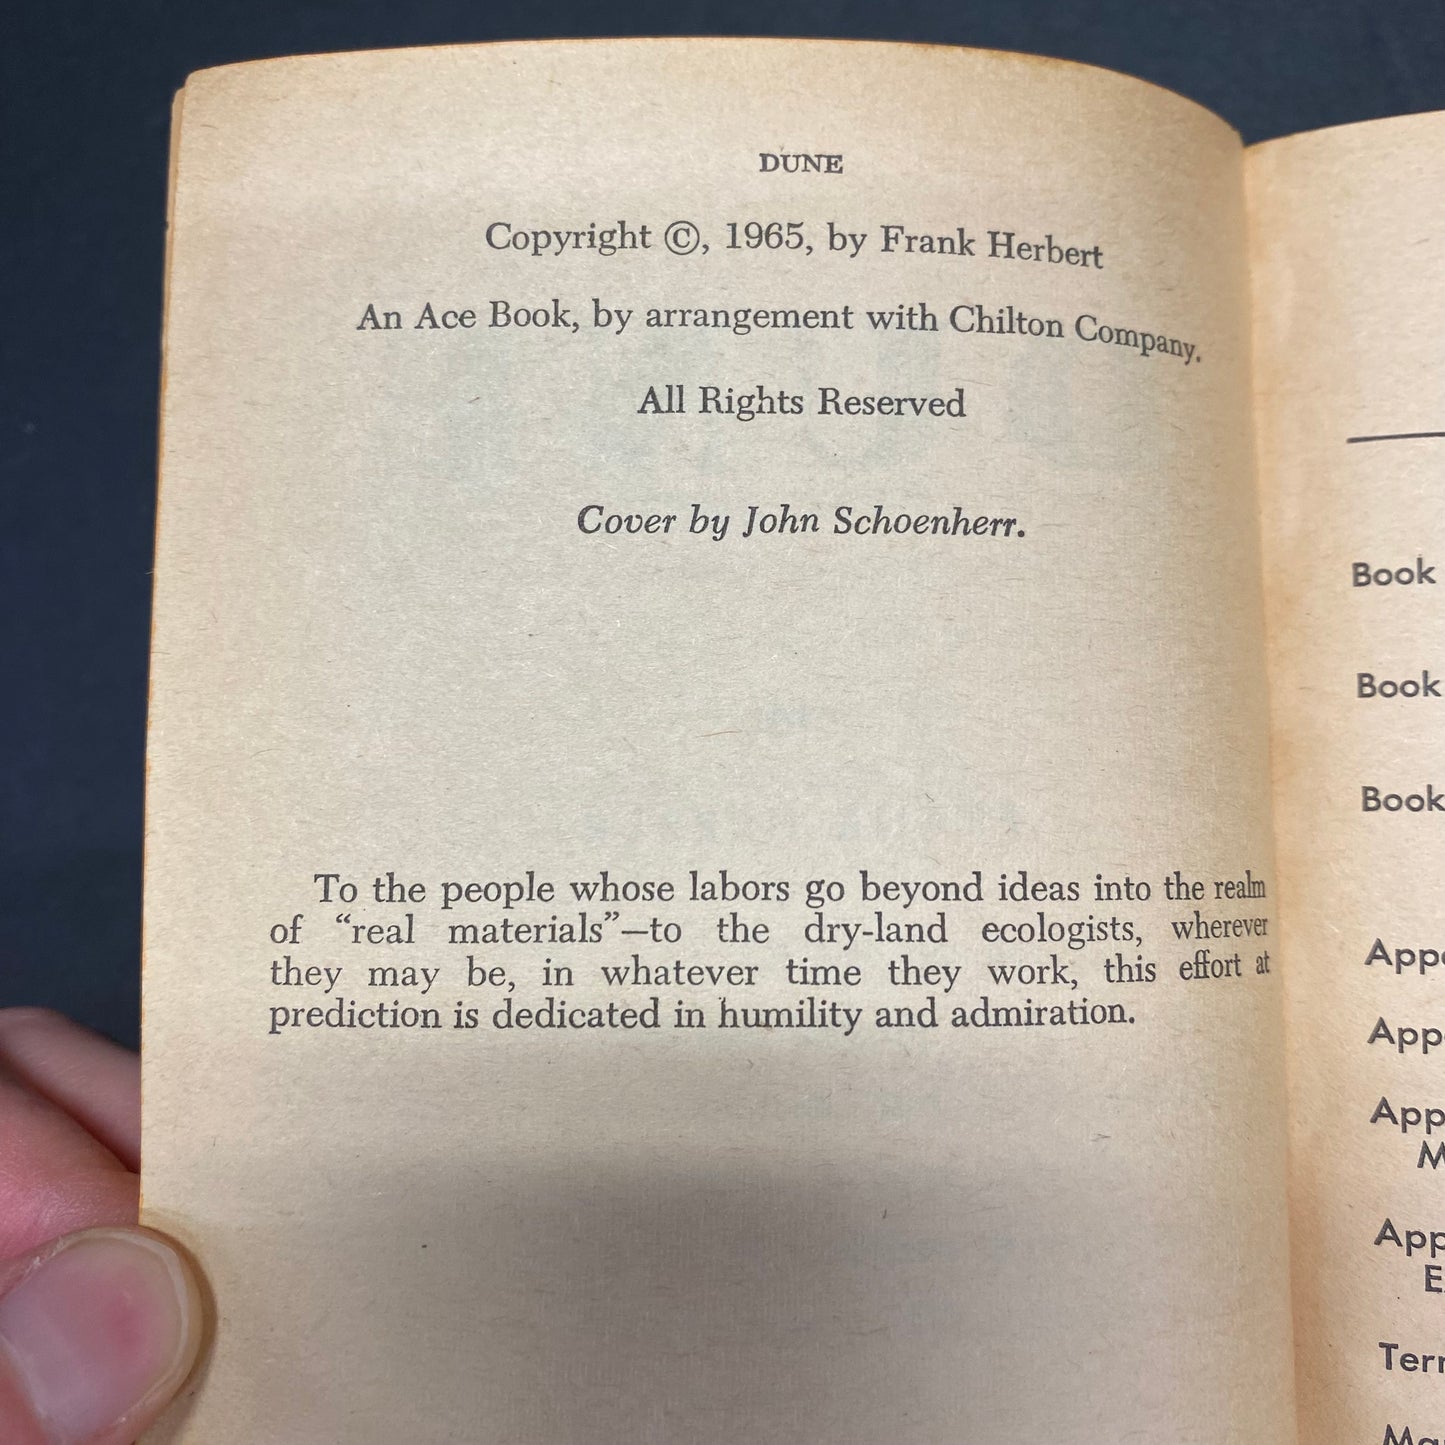 DUNE
Copyright ©, 1965, by Frank Herbert
An Ace Book, by arrangement with Chilton Company.
All Rights Reserved
Cover by John Schoenherr.
To the people whose labors go beyond ideas into the realm
of “real materials”—to the dry-land ecologists, wherever
they may be, in whatever time they work, this effort at
prediction is dedicated in humility and admiration.
Book
Book
Book